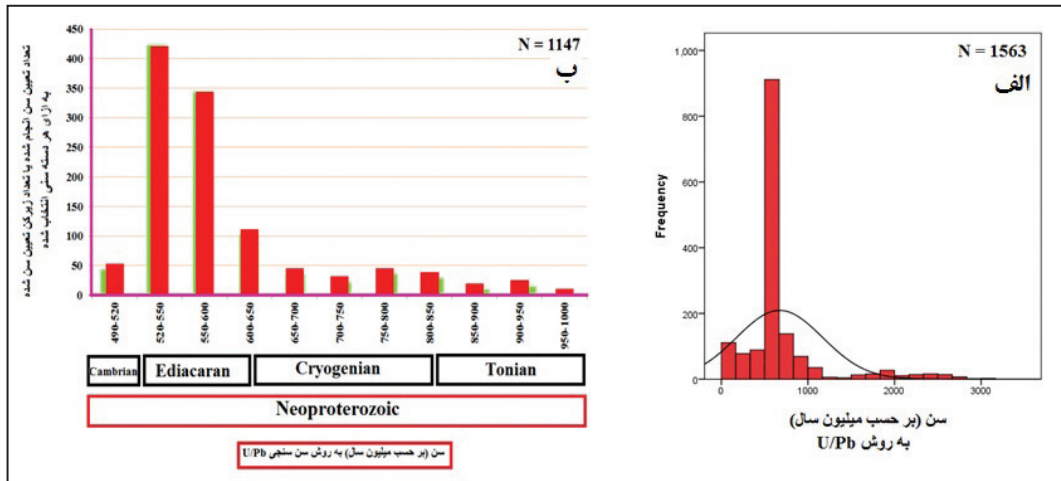 N = 1147
ب
تعداد تعیین سن انجام شده یا تعداد زیرکن تعیین سن شده
به ازای هر دسته سنی انتخاب شده
450
400
350
300
250
200
150
100
50
0
490-520
520-550
550-600
600-650
650-700
700-750
750-800
800-850
850-900
900-950
950-1000
Cambrian
Ediacaran
Cryogenian
Tonian
Neoproterozoic
سن (بر حسب میلیون سال) به روش سن سنجی U/Pb
N = 1563
الف
Frequency
1,000
800
600
400
200
0
0
1000
2000
3000
سن (بر حسب میلیون سال)
به روش U/Pb